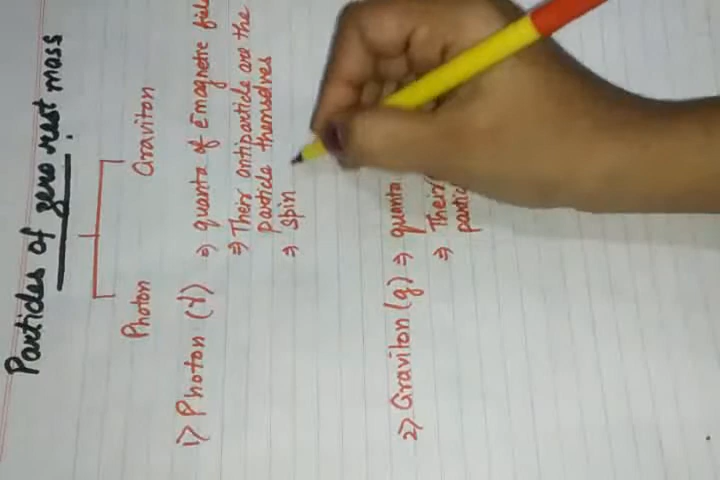 Particles of zero rest mass
Photon Graviton
1) Photon (γ) ⇒ quanta of Emagnetic
⇒ Their antiparticle are the
particle themselves
⇒ spin
2) Graviton (g) ⇒ quanta
⇒ Their